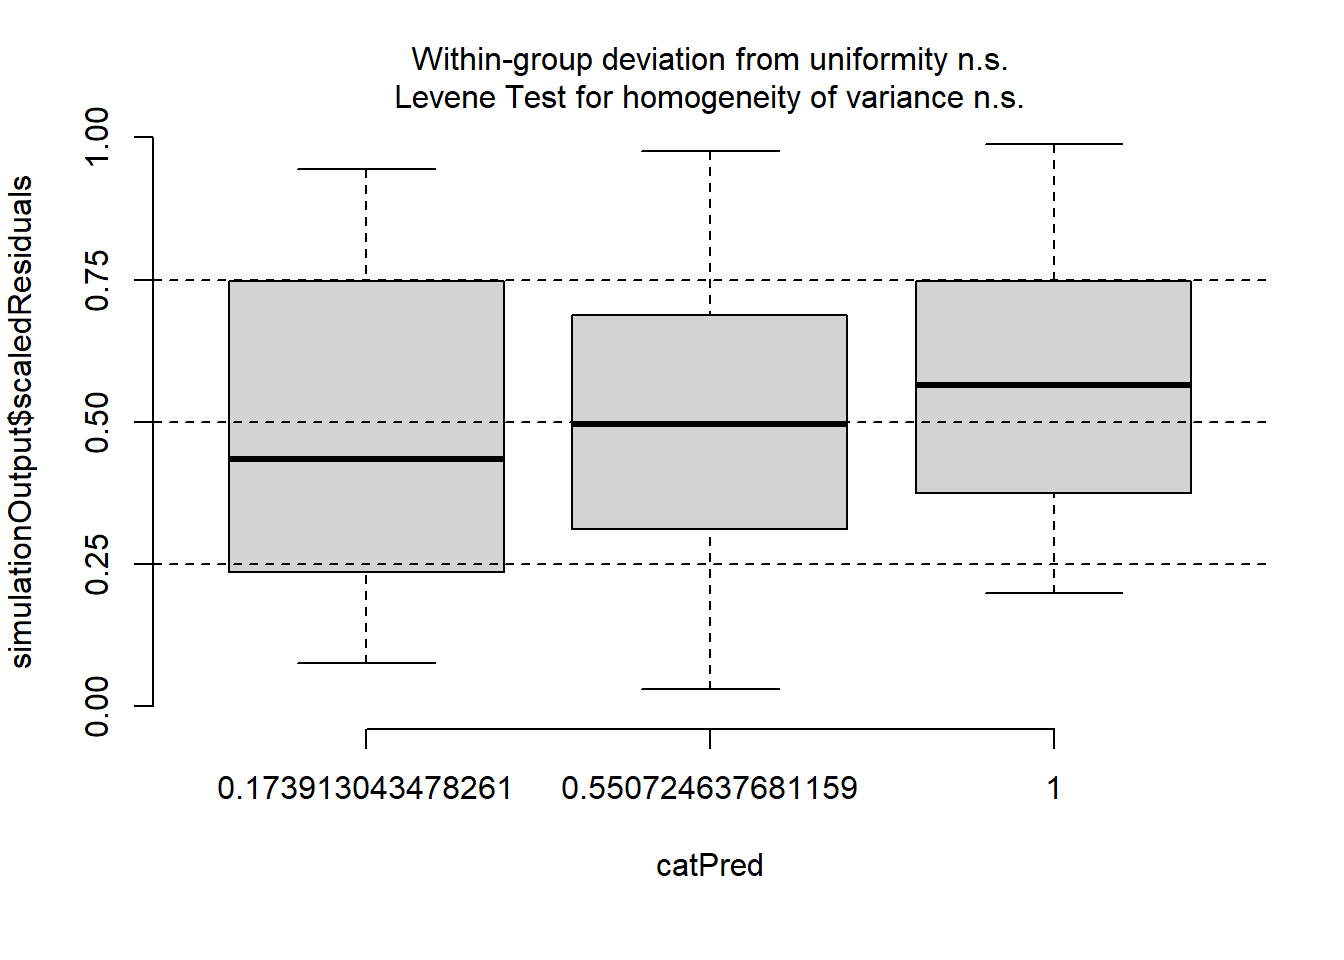 Within-group deviation from uniformity n.s.
Levene Test for homogeneity of variance n.s.
simulationOutput$scaledResiduals
1.00
0.75
0.50
0.25
0.00
0.173913043478261
0.550724637681159
1
catPred